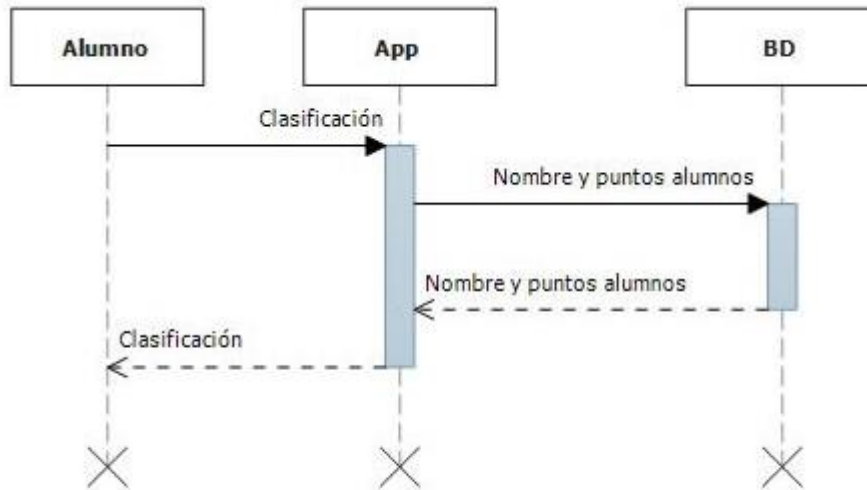 Alumno
App
BD
Clasificación
Nombre y puntos alumnos
Nombre y puntos alumnos
Clasificación